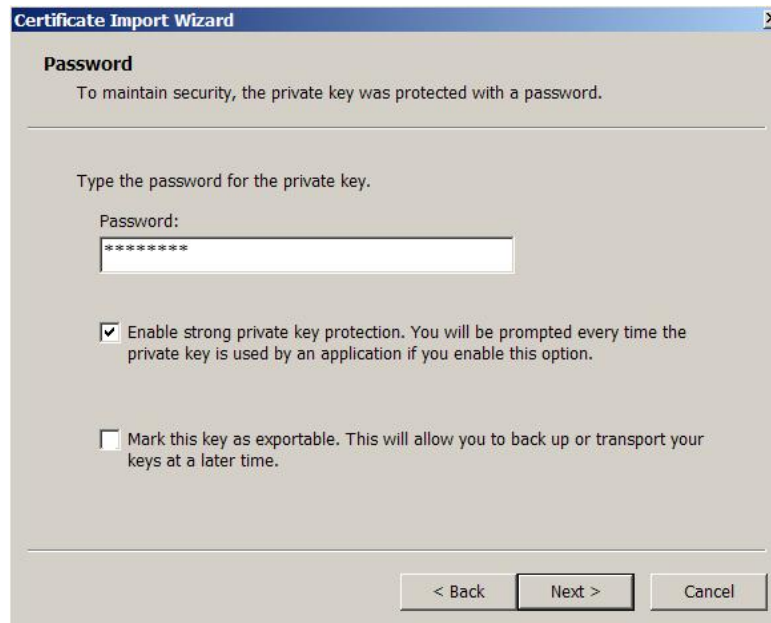 Certificate Import Wizard
Password
To maintain security, the private key was protected with a password.
Type the password for the private key.
Password:
********
Enable strong private key protection. You will be prompted every time the
private key is used by an application if you enable this option.
Mark this key as exportable. This will allow you to back up or transport your
keys at a later time.
< Back Next > Cancel